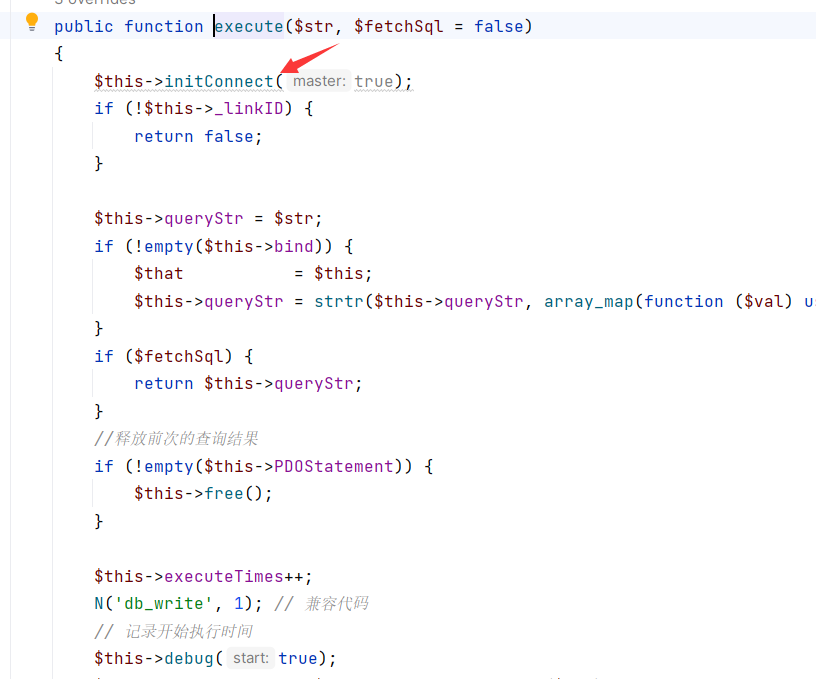 3 overrides
public function execute($str, $fetchSql = false)
{
    $this->initConnect( master: true);
    if (!$this->_linkID) {
        return false;
    }
    $this->queryStr = $str;
    if (!empty($this->bind)) {
        $that           = $this;
        $this->queryStr = strtr($this->queryStr, array_map(function ($val) u
    }
    if ($fetchSql) {
        return $this->queryStr;
    }
    //释放前次的查询结果
    if (!empty($this->PDOStatement)) {
        $this->free();
    }
    $this->executeTimes++;
    N('db_write', 1); // 兼容代码
    // 记录开始执行时间
    $this->debug( start: true);